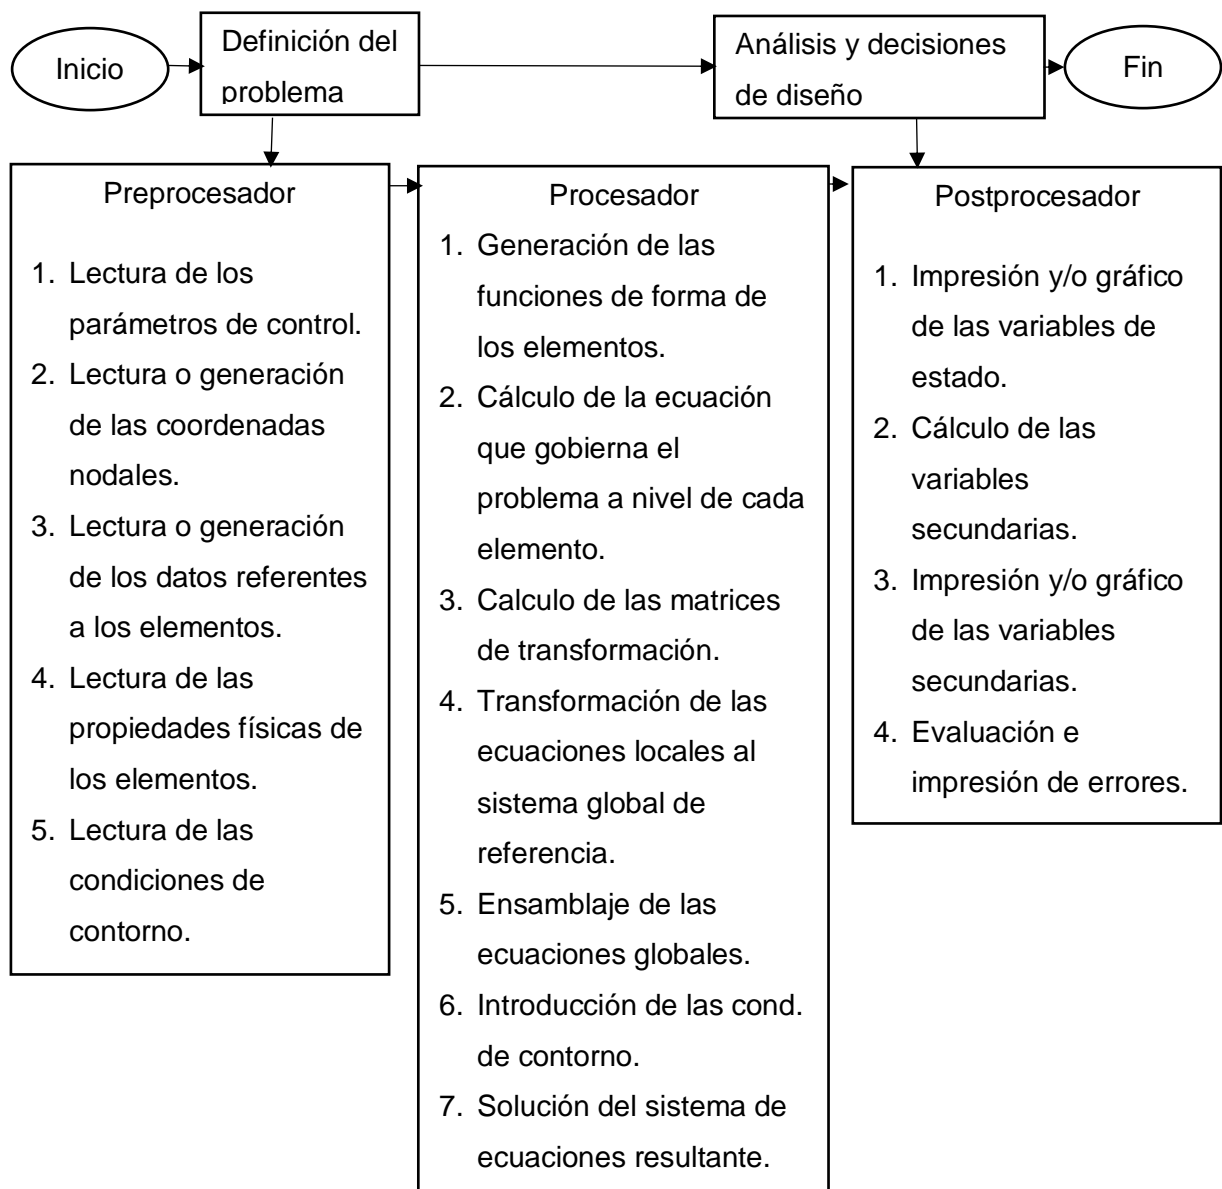 Inicio
Definición del
problema
Análisis y decisiones
de diseño
Fin
Preprocesador
1. Lectura de los
parámetros de control.
2. Lectura o generación
de las coordenadas
nodales.
3. Lectura o generación
de los datos referentes
a los elementos.
4. Lectura de las
propiedades físicas de
los elementos.
5. Lectura de las
condiciones de
contorno.
Procesador
1. Generación de las
funciones de forma de
los elementos.
2. Cálculo de la ecuación
que gobierna el
problema a nivel de cada
elemento.
3. Calculo de las matrices
de transformación.
4. Transformación de las
ecuaciones locales al
sistema global de
referencia.
5. Ensamblaje de las
ecuaciones globales.
6. Introducción de las cond.
de contorno.
7. Solución del sistema de
ecuaciones resultante.
Postprocesador
1. Impresión y/o gráfico
de las variables de
estado.
2. Cálculo de las
variables
secundarias.
3. Impresión y/o gráfico
de las variables
secundarias.
4. Evaluación e
impresión de errores.